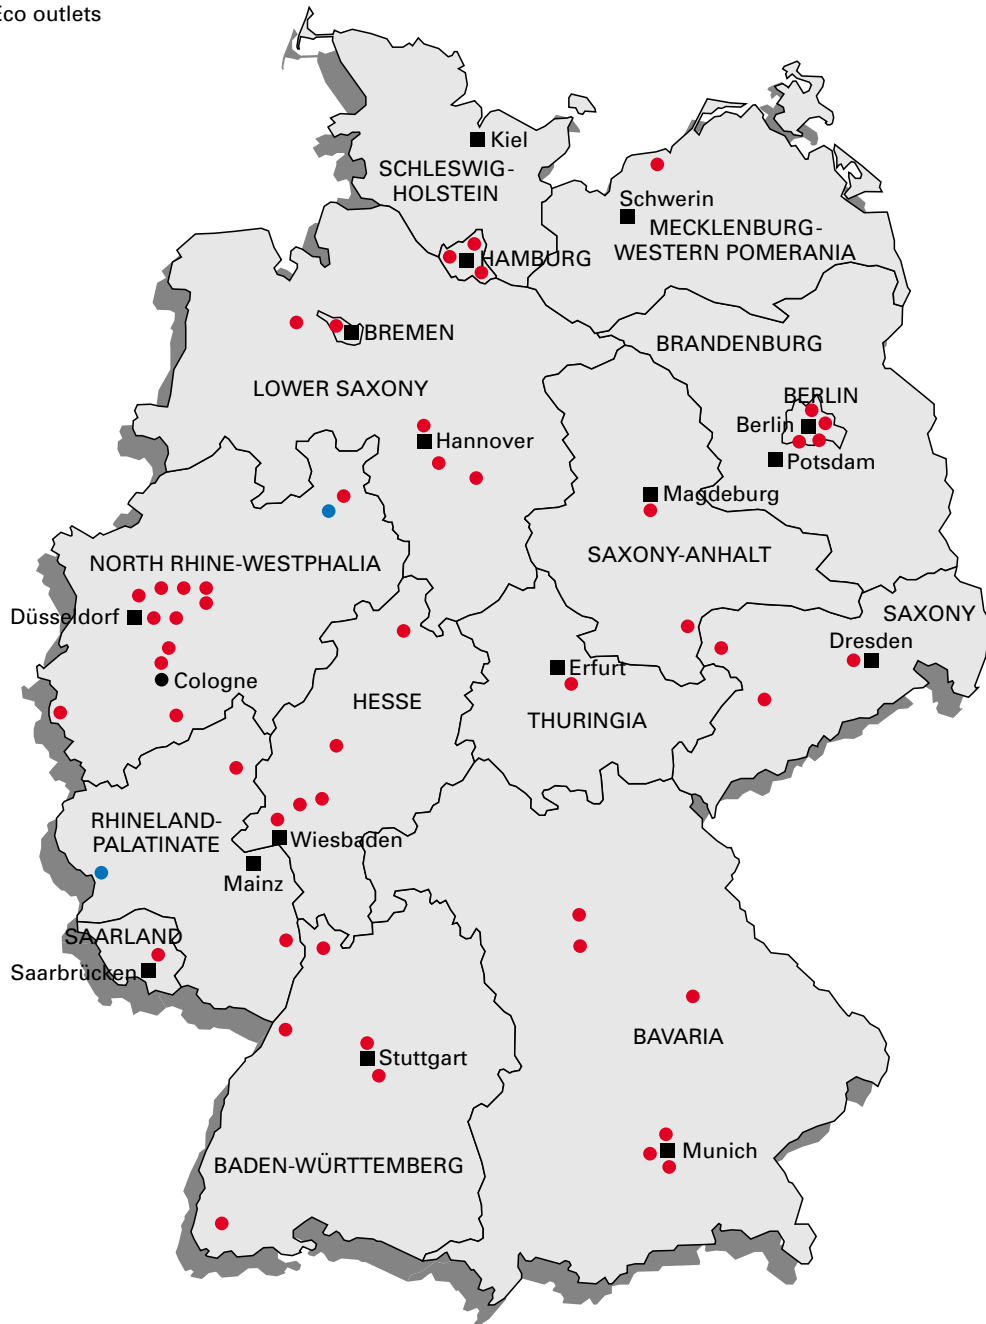 Eco outlets
Kiel
SCHLESWIG-
HOLSTEIN
Schwerin
MECKLENBURG-
WESTERN POMERANIA
HAMBURG
BREMEN
BRANDENBURG
LOWER SAXONY
BERLIN
Berlin
Hannover
Potsdam
Magdeburg
SAXONY-ANHALT
NORTH RHINE-WESTPHALIA
Düsseldorf
SAXONY
Dresden
Erfurt
Cologne
HESSE
THURINGIA
RHINELAND-
PALATINATE
Wiesbaden
Mainz
SAARLAND
Saarbrücken
BAVARIA
Stuttgart
Munich
BADEN-WÜRTTEMBERG